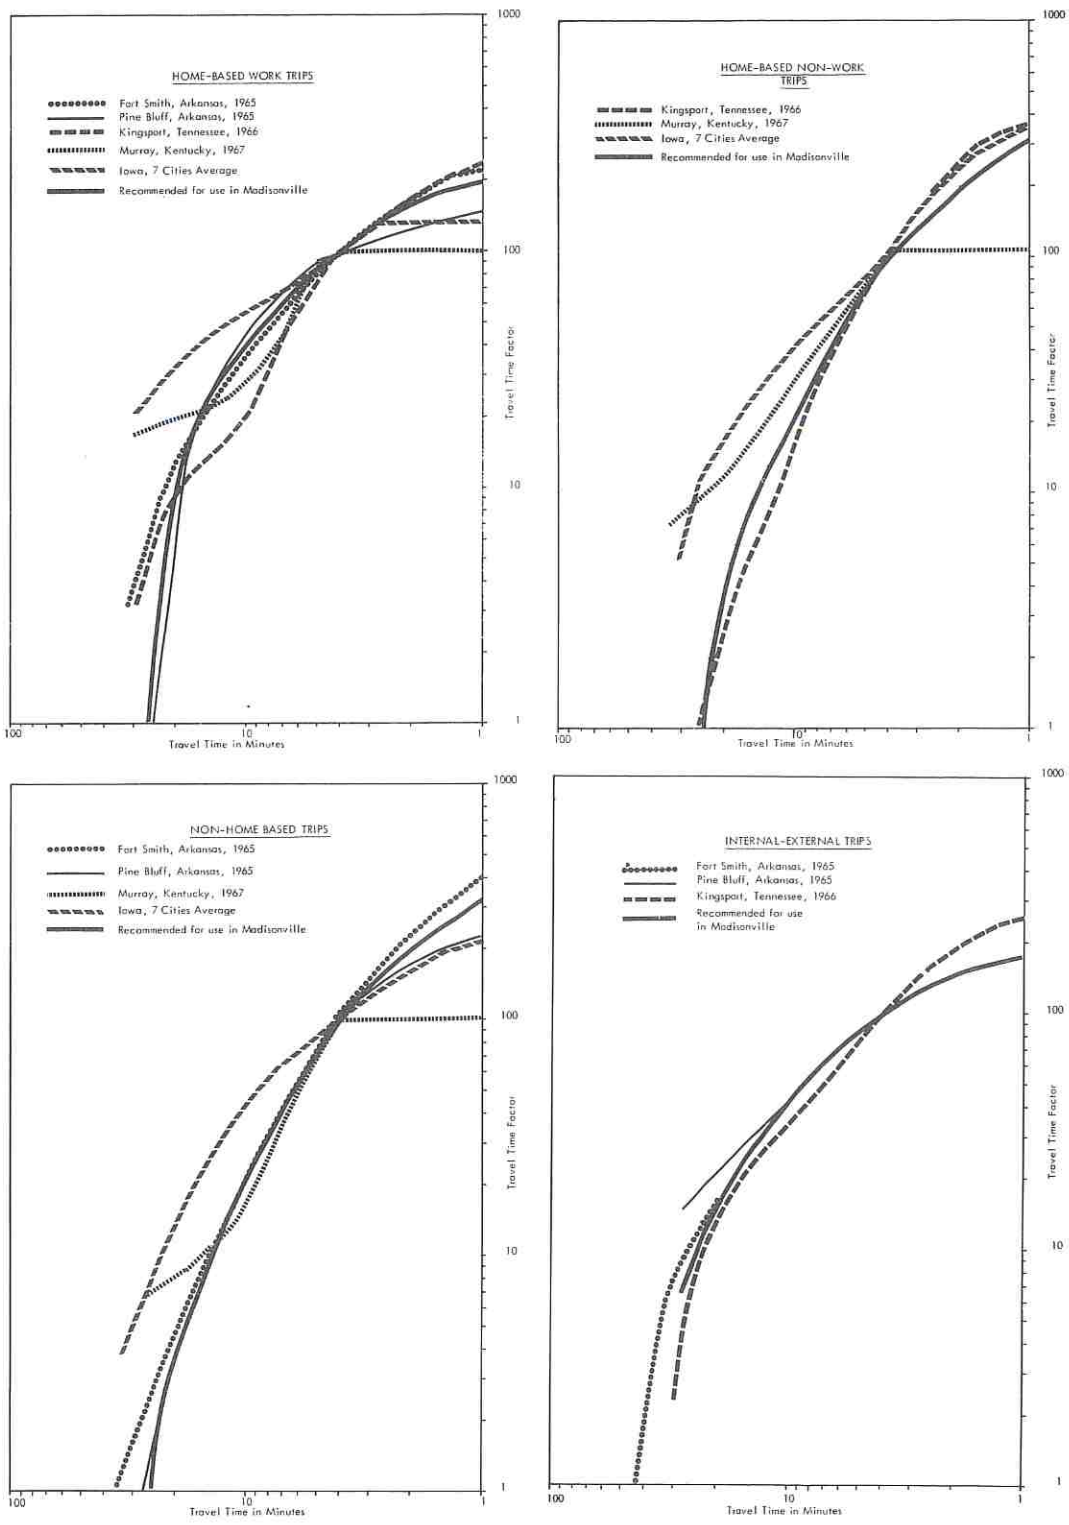 HOME-BASED WORK TRIPS
Fort Smith, Arkansas, 1965
Pine Bluff, Arkansas, 1965
Kingsport, Tennessee, 1966
Murray, Kentucky, 1967
Iowa, 7 Cities Average
Recommended for use in Madisonville
1000
100
10
1
Travel Time Factor
100
10
1
Travel Time in Minutes
HOME-BASED NON-WORK
TRIPS
Kingsport, Tennessee, 1966
Murray, Kentucky, 1967
Iowa, 7 Cities Average
Recommended for use in Madisonville
1000
100
10
1
Travel Time Factor
100
10
1
Travel Time in Minutes
NON-HOME BASED TRIPS
Fort Smith, Arkansas, 1965
Pine Bluff, Arkansas, 1965
Murray, Kentucky, 1967
Iowa, 7 Cities Average
Recommended for use in Madisonville
1000
100
10
1
Travel Time Factor
100
10
1
Travel Time in Minutes
INTERNAL-EXTERNAL TRIPS
Fort Smith, Arkansas, 1965
Pine Bluff, Arkansas, 1965
Kingsport, Tennessee, 1966
Recommended for use
in Madisonville
1000
100
10
1
Travel Time Factor
100
10
1
Travel Time in Minutes